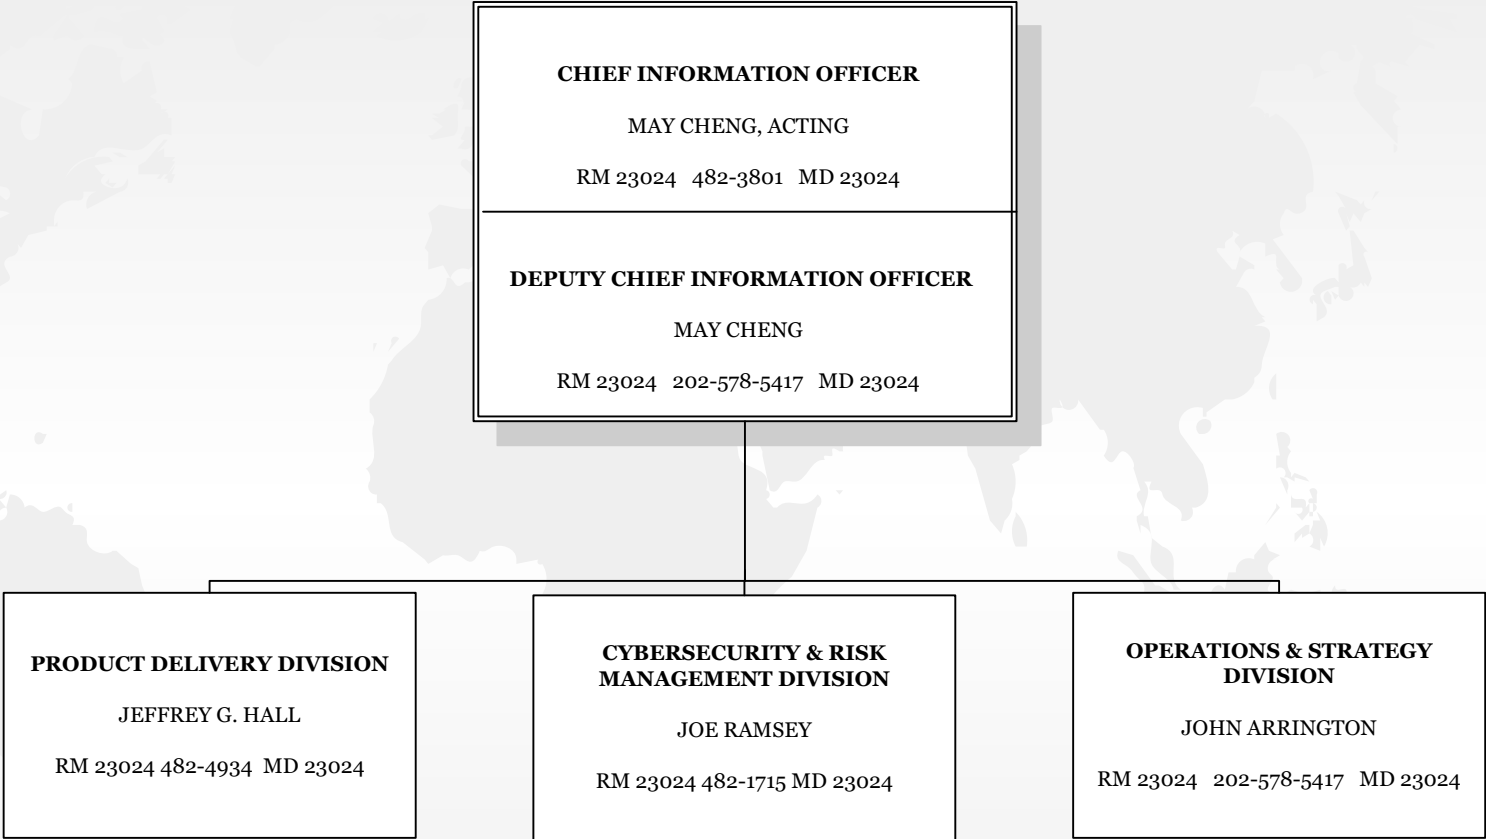 CHIEF INFORMATION OFFICER
MAY CHENG, ACTING
RM 23024 482-3801 MD 23024
DEPUTY CHIEF INFORMATION OFFICER
MAY CHENG
RM 23024 202-578-5417 MD 23024
PRODUCT DELIVERY DIVISION
JEFFREY G. HALL
RM 23024 482-4934 MD 23024
CYBERSECURITY & RISK
MANAGEMENT DIVISION
JOE RAMSEY
RM 23024 482-1715 MD 23024
OPERATIONS & STRATEGY
DIVISION
JOHN ARRINGTON
RM 23024 202-578-5417 MD 23024